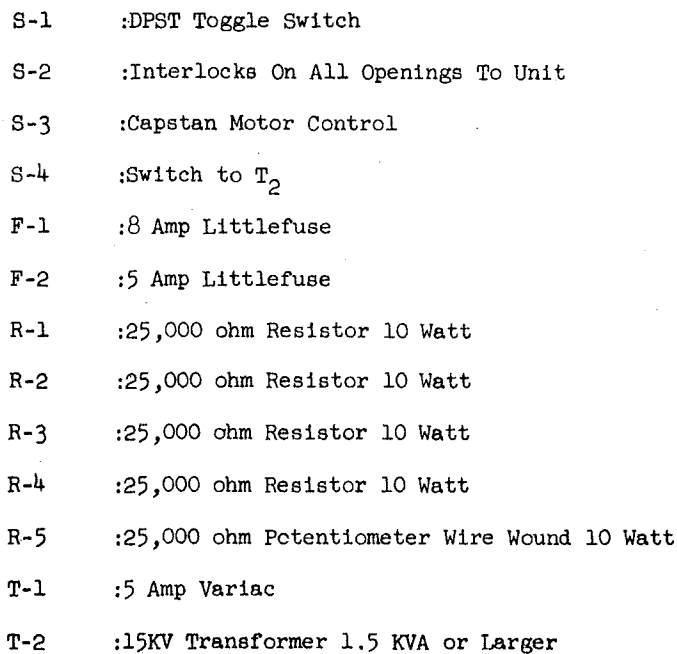 S-1 :DPST Toggle Switch
S-2 :Interlocks On All Openings To Unit
S-3 :Capstan Motor Control
S-4 :Switch to T2
F-1 :8 Amp Littlefuse
F-2 :5 Amp Littlefuse
R-1 :25,000 ohm Resistor 10 Watt
R-2 :25,000 ohm Resistor 10 Watt
R-3 :25,000 ohm Resistor 10 Watt
R-4 :25,000 ohm Resistor 10 Watt
R-5 :25,000 ohm Pctentiometer Wire Wound 10 Watt
T-1 :5 Amp Variac
T-2 :15KV Transformer 1.5 KVA or Larger